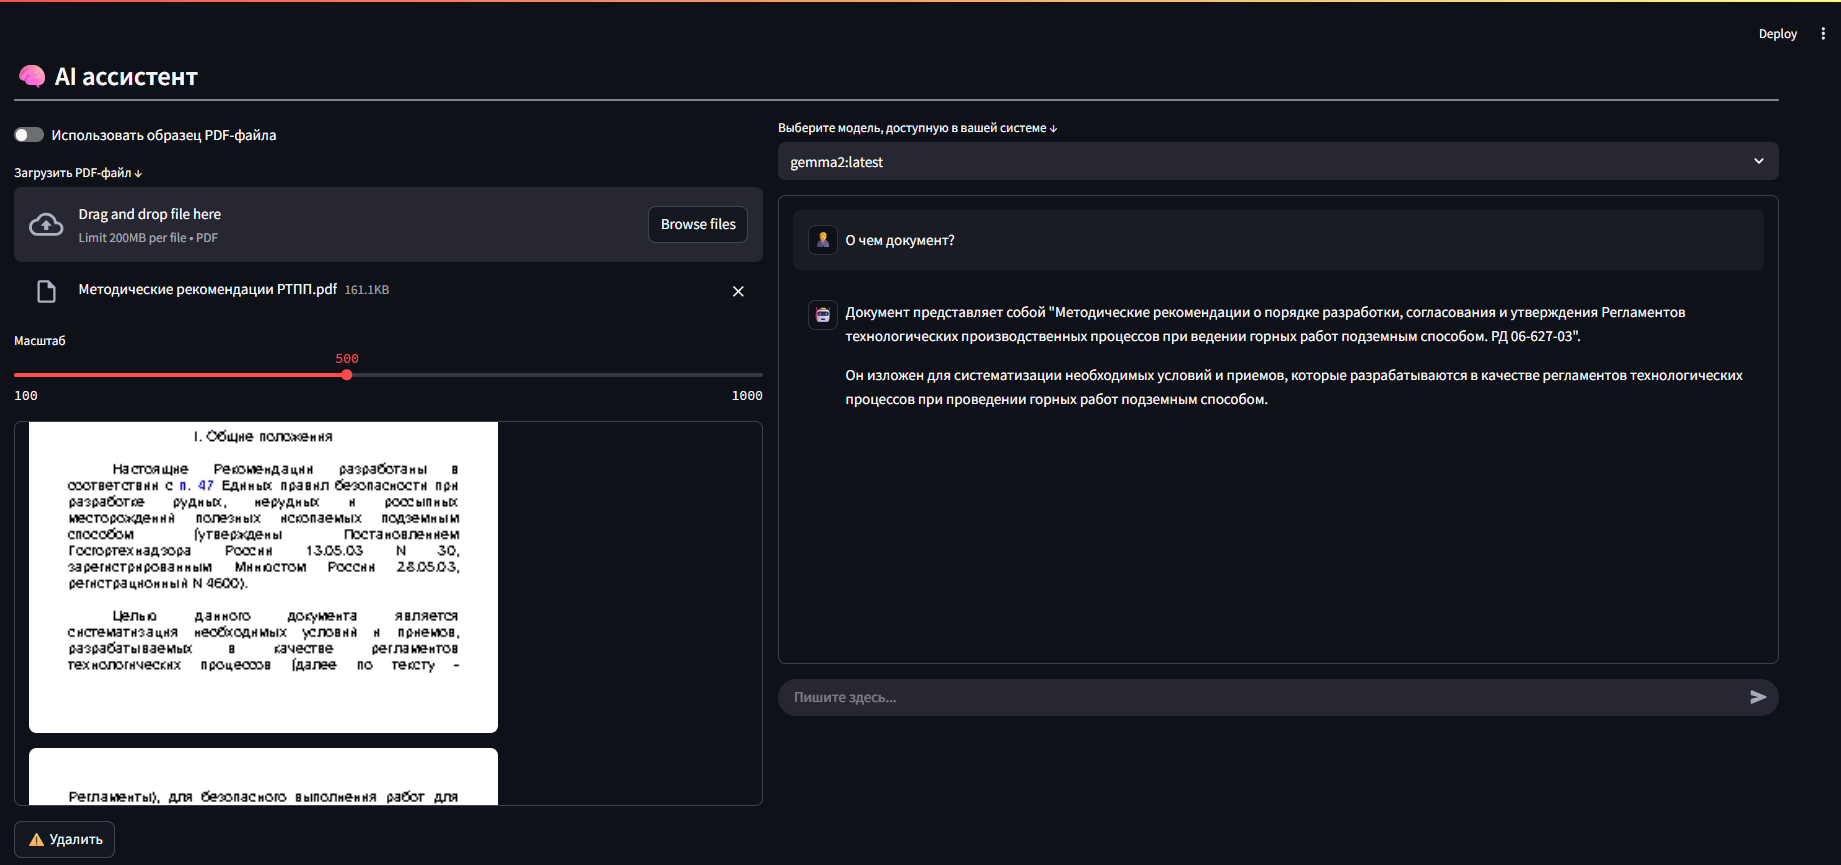 Deploy
AI ассистент
Использовать образец PDF-файла
Загрузить PDF-файл ↓
Drag and drop file here
Limit 200MB per file • PDF
Browse files
Методические рекомендации РТПП.pdf 161.1KB
Масштаб
500
100
1000
I. Общие положения
Настоящие Рекомендации разработаны в
соответствии с п. 47 Единых правил безопасности при
разработке рудных, нерудных и россыпных
месторождений полезных ископаемых подземным
способом (утверждены Постановлением
Госгортехнадзора России 13.05.03 N 30,
зарегистрированным Минюстом России 28.05.03,
регистрационный N 4600).
Целью данного документа является
систематизация необходимых условий и приемов,
разрабатываемых в качестве регламентов
технологических процессов (далее по тексту -
Регламенты), для безопасного выполнения работ для
Удалить
Выберите модель, доступную в вашей системе ↓
gemma2:latest
О чем документ?
Документ представляет собой "Методические рекомендации о порядке разработки, согласования и утверждения Регламентов
технологических производственных процессов при ведении горных работ подземным способом. РД 06-627-03".
Он изложен для систематизации необходимых условий и приемов, которые разрабатываются в качестве регламентов технологических
процессов при проведении горных работ подземным способом.
Пишите здесь...